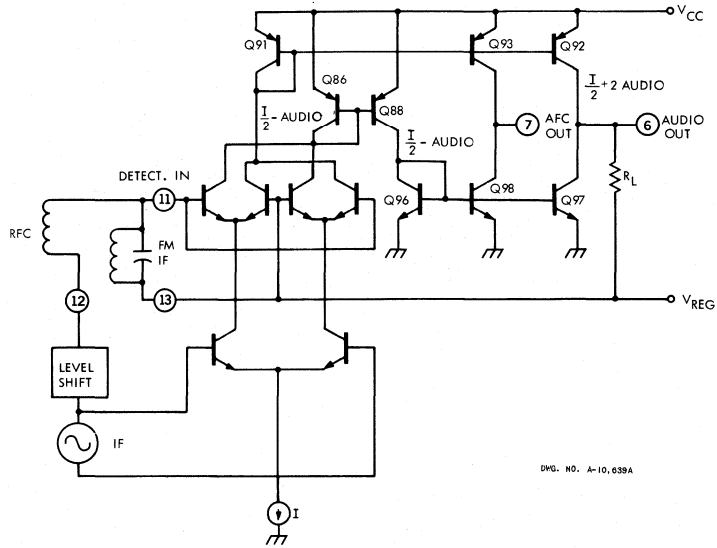 V_CC
Q91
Q93
Q92
Q86
I/2 - AUDIO
Q88
I/2 + 2 AUDIO
7
AFC OUT
6
AUDIO OUT
I/2 - AUDIO
DETECT. IN
11
R_L
Q96
Q98
Q97
RFC
FM IF
12
13
V_REG
LEVEL SHIFT
IF
I
DWG. NO. A-10,639A